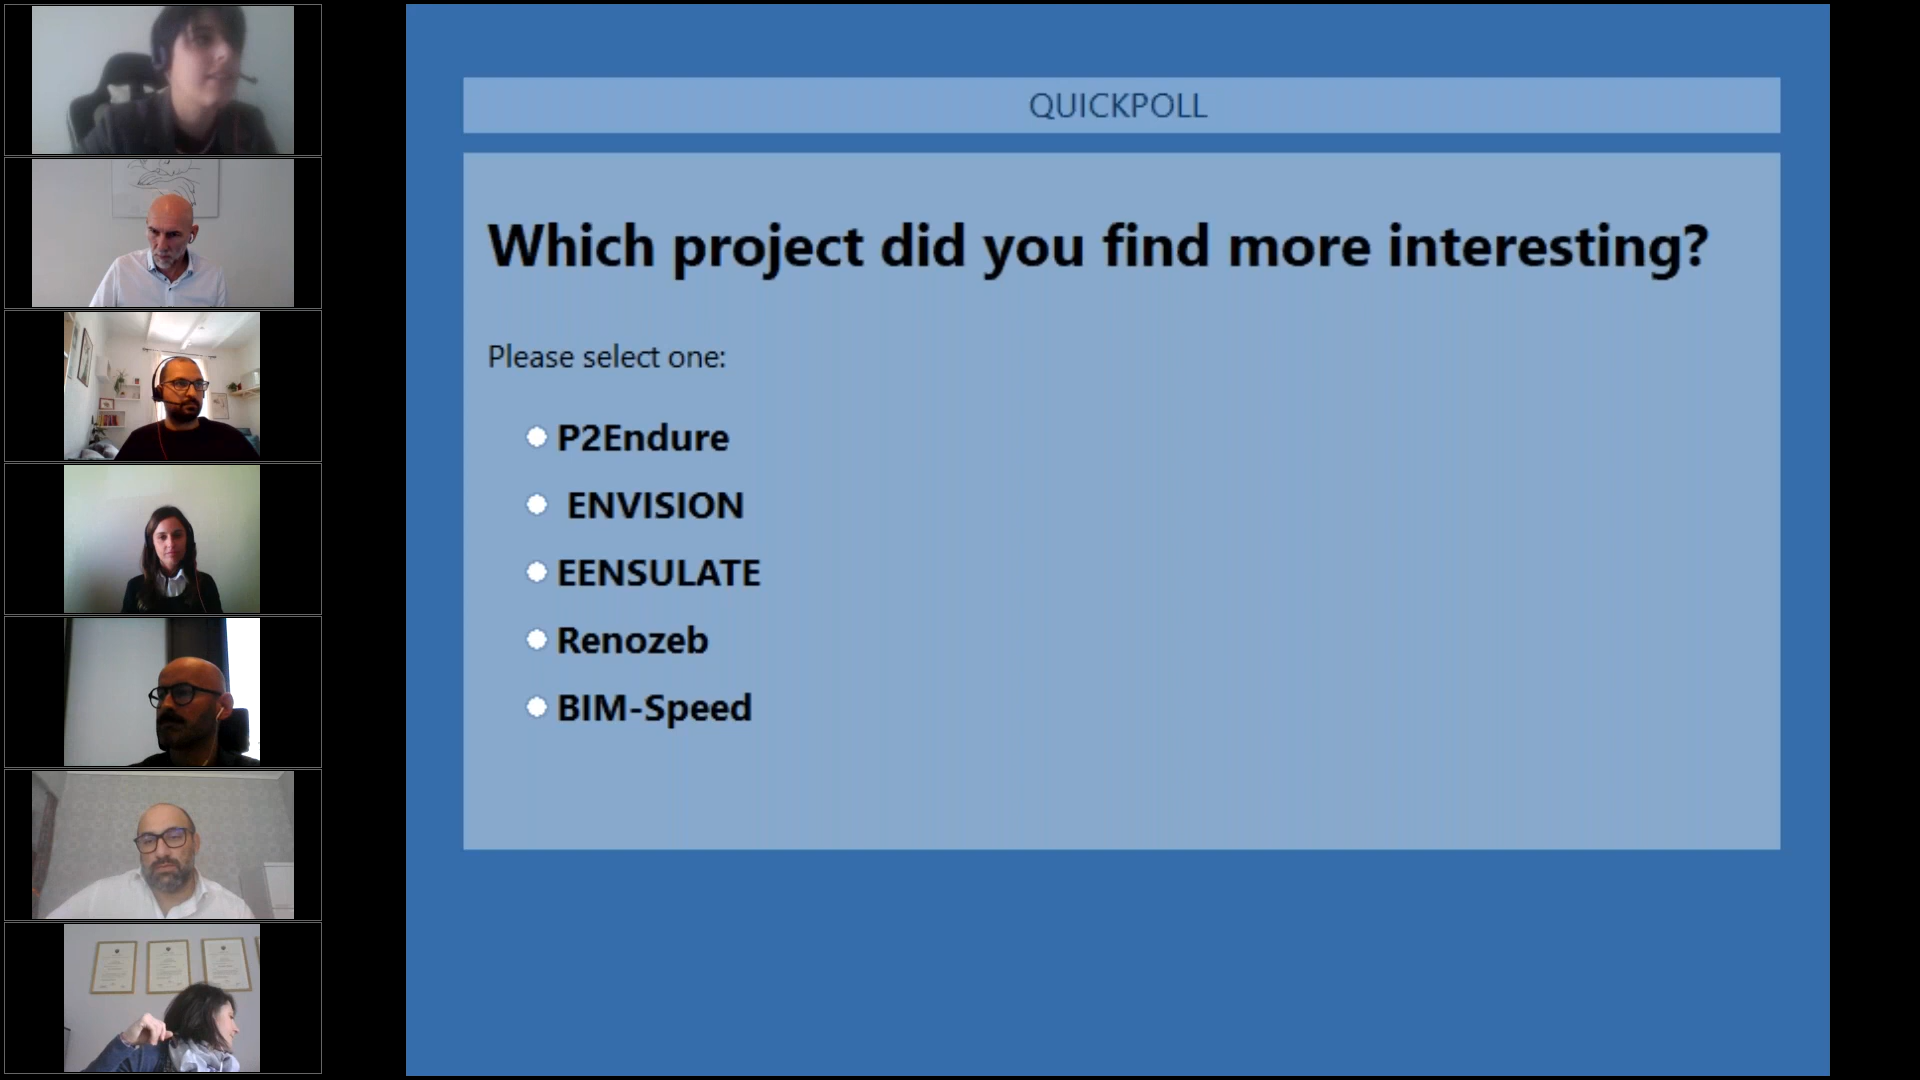 QUICKPOLL
Which project did you find more interesting?
Please select one:
P2Endure
ENVISION
EENSULATE
Renozeb
BIM-Speed